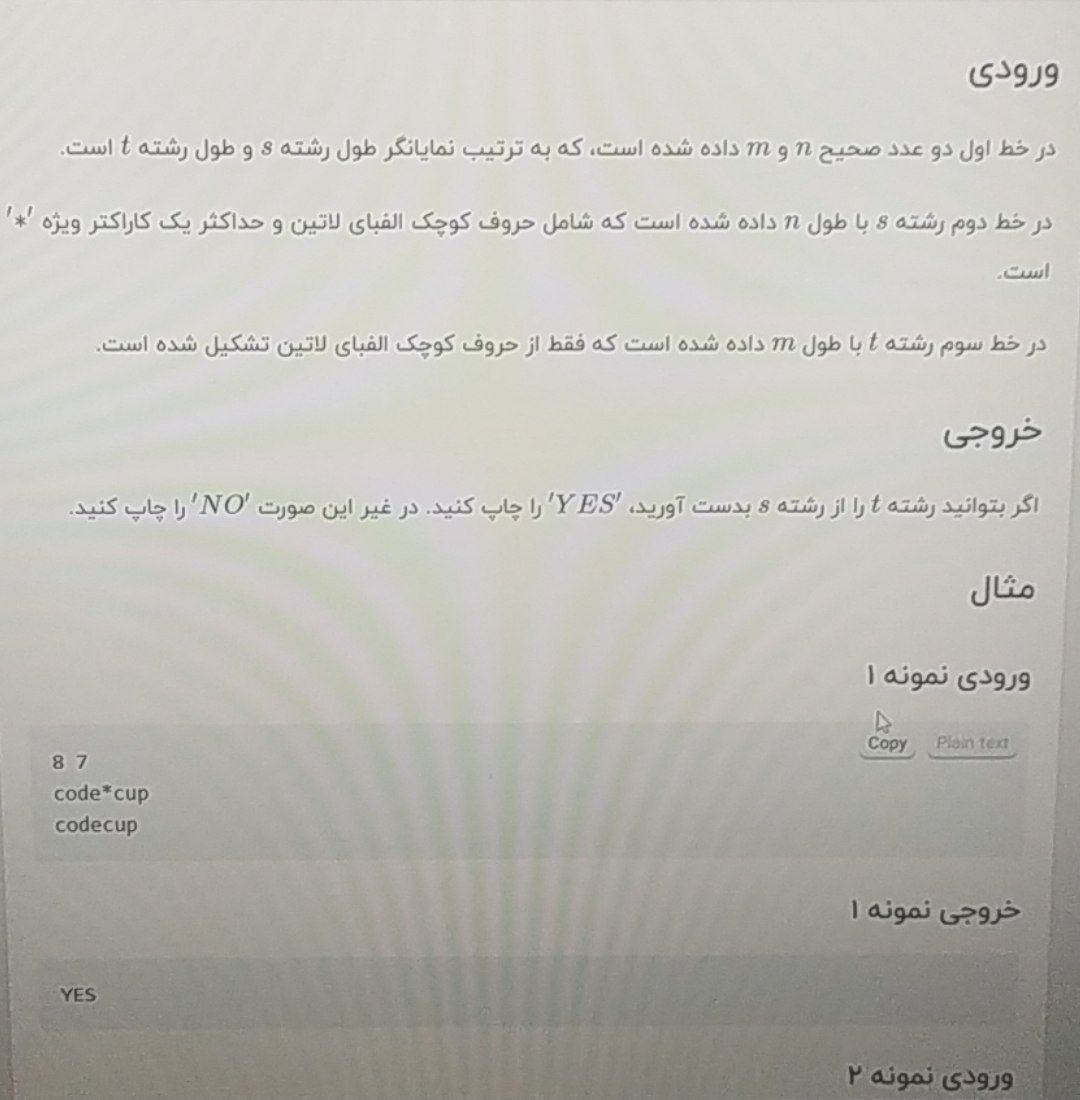 ورودی
در خط اول دو عدد صحیح n و m داده شده است، که به ترتیب نمایانگر طول رشته s و طول رشته t است.
در خط دوم رشته s با طول n داده شده است که شامل حروف کوچک الفبای لاتین و حداکثر یک کاراکتر ویژه '*'
است.
در خط سوم رشته t با طول m داده شده است که فقط از حروف کوچک الفبای لاتین تشکیل شده است.
خروجی
اگر بتوانید رشته t را از رشته s بدست آورید، 'YES' را چاپ کنید. در غیر این صورت 'NO' را چاپ کنید.
مثال
ورودی نمونه ۱
Copy Plain text
8 7
code*cup
codecup
خروجی نمونه ۱
YES
ورودی نمونه ۲